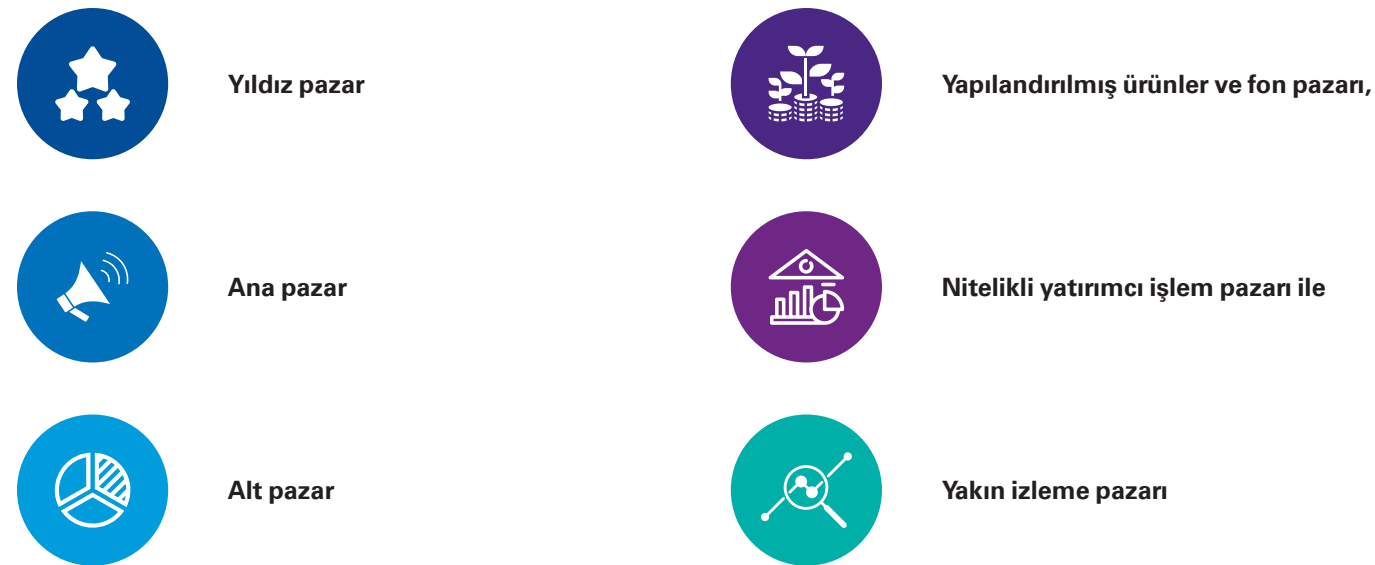 Yıldız pazar
Ana pazar
Alt pazar
Yapılandırılmış ürünler ve fon pazarı,
Nitelikli yatırımcı işlem pazarı ile
Yakın izleme pazarı